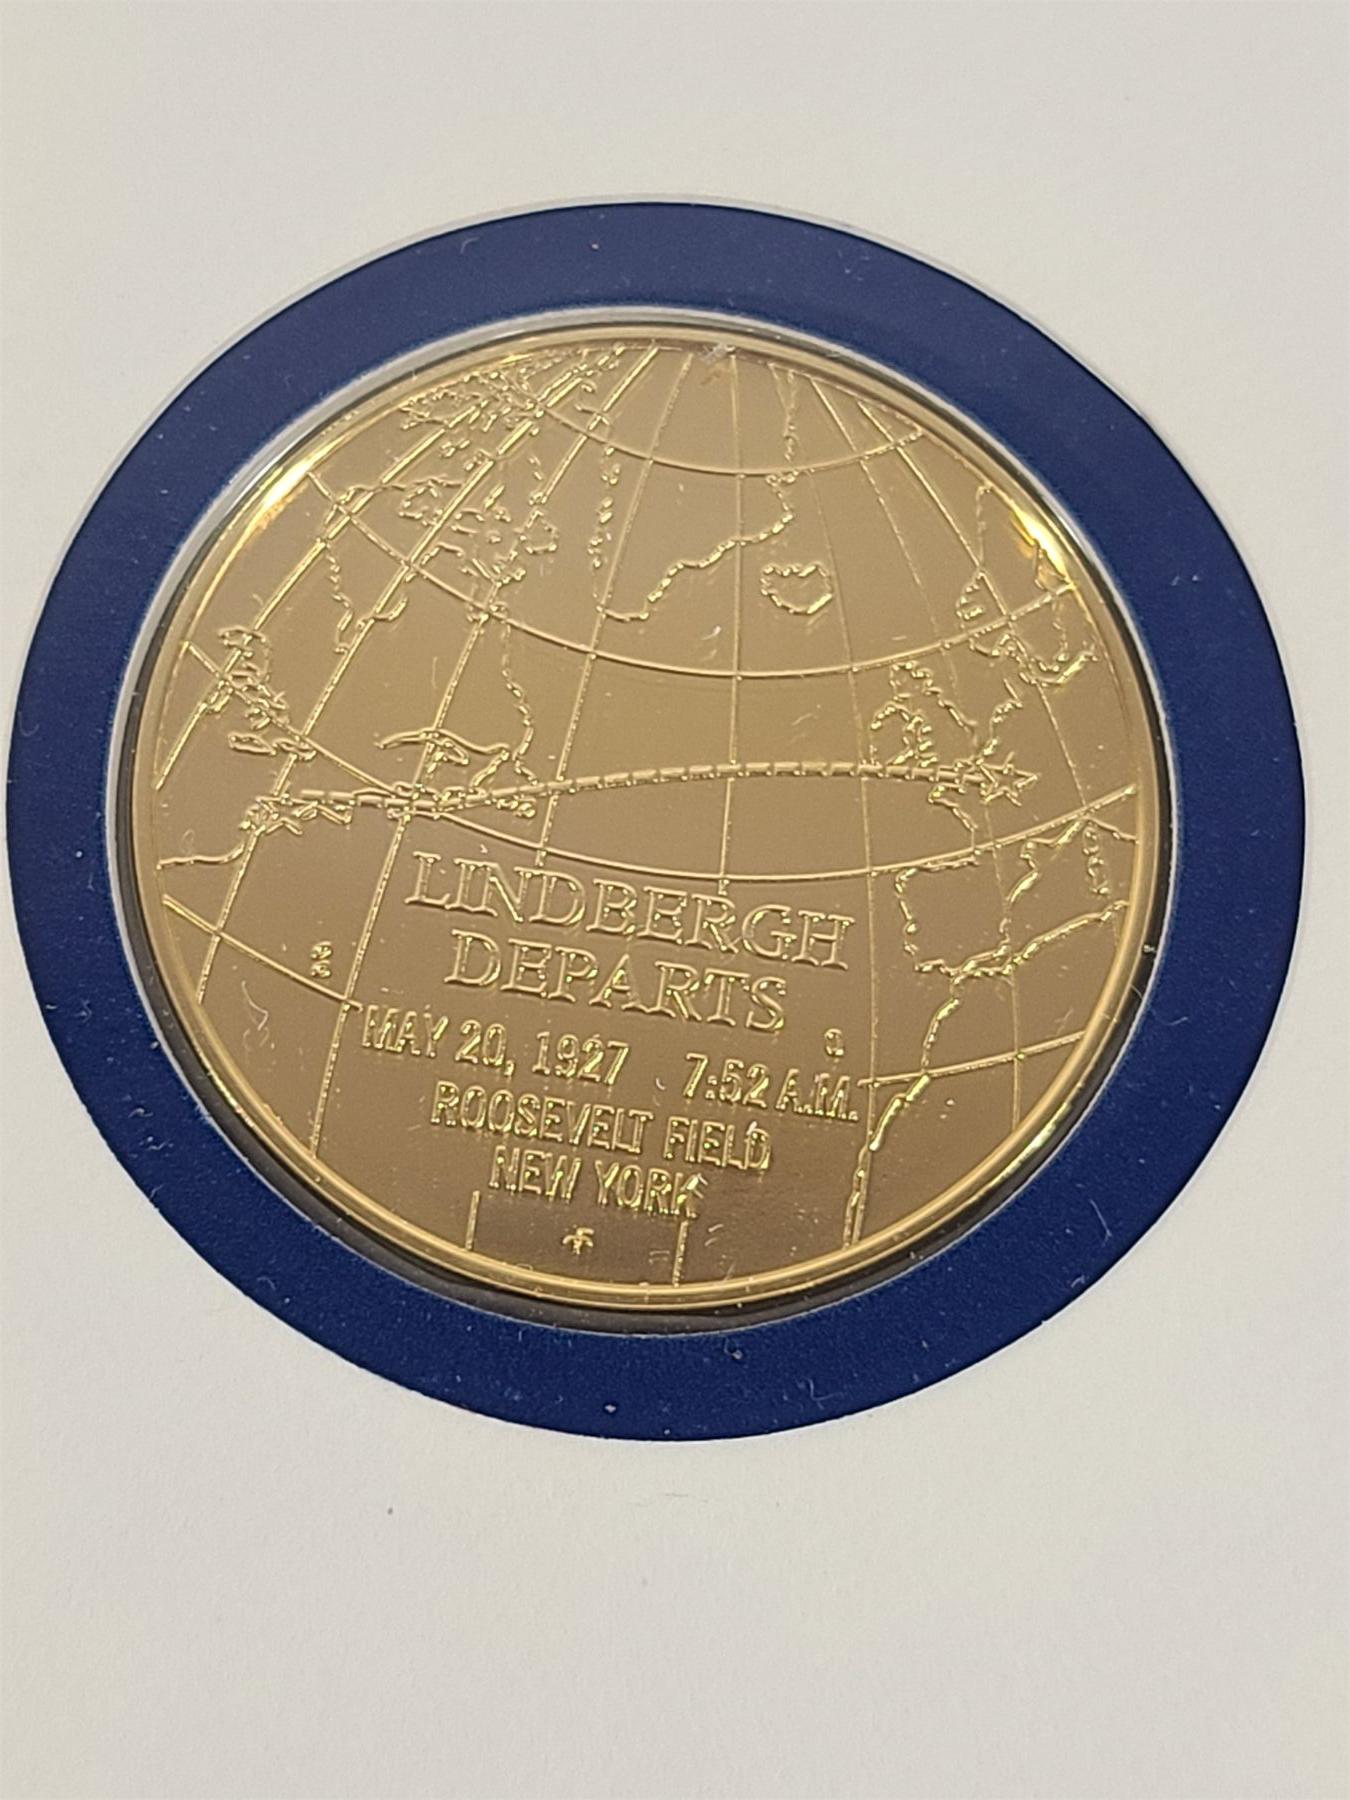 LINDBERGH
DEPARTS
MAY 20, 1927 7:52 A.M.
ROOSEVELT FIELD
NEW YORK